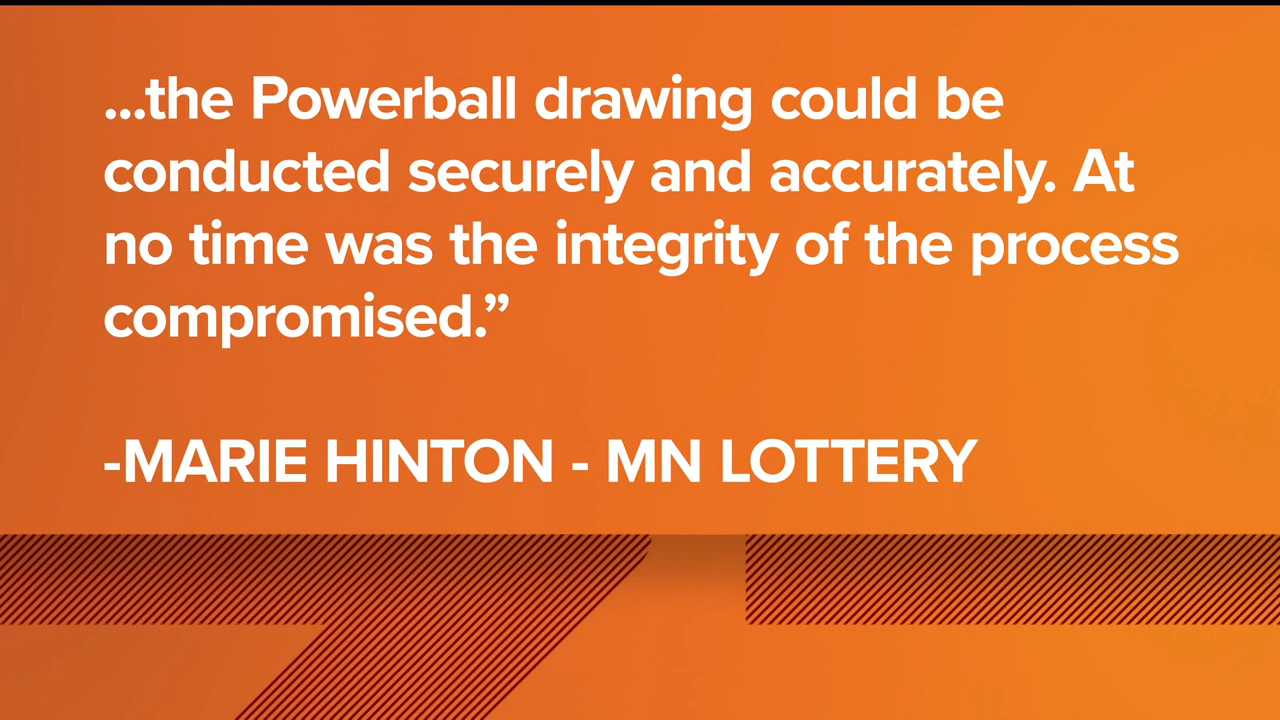 ...the Powerball drawing could be
conducted securely and accurately. At
no time was the integrity of the process
compromised.”
-MARIE HINTON - MN LOTTERY